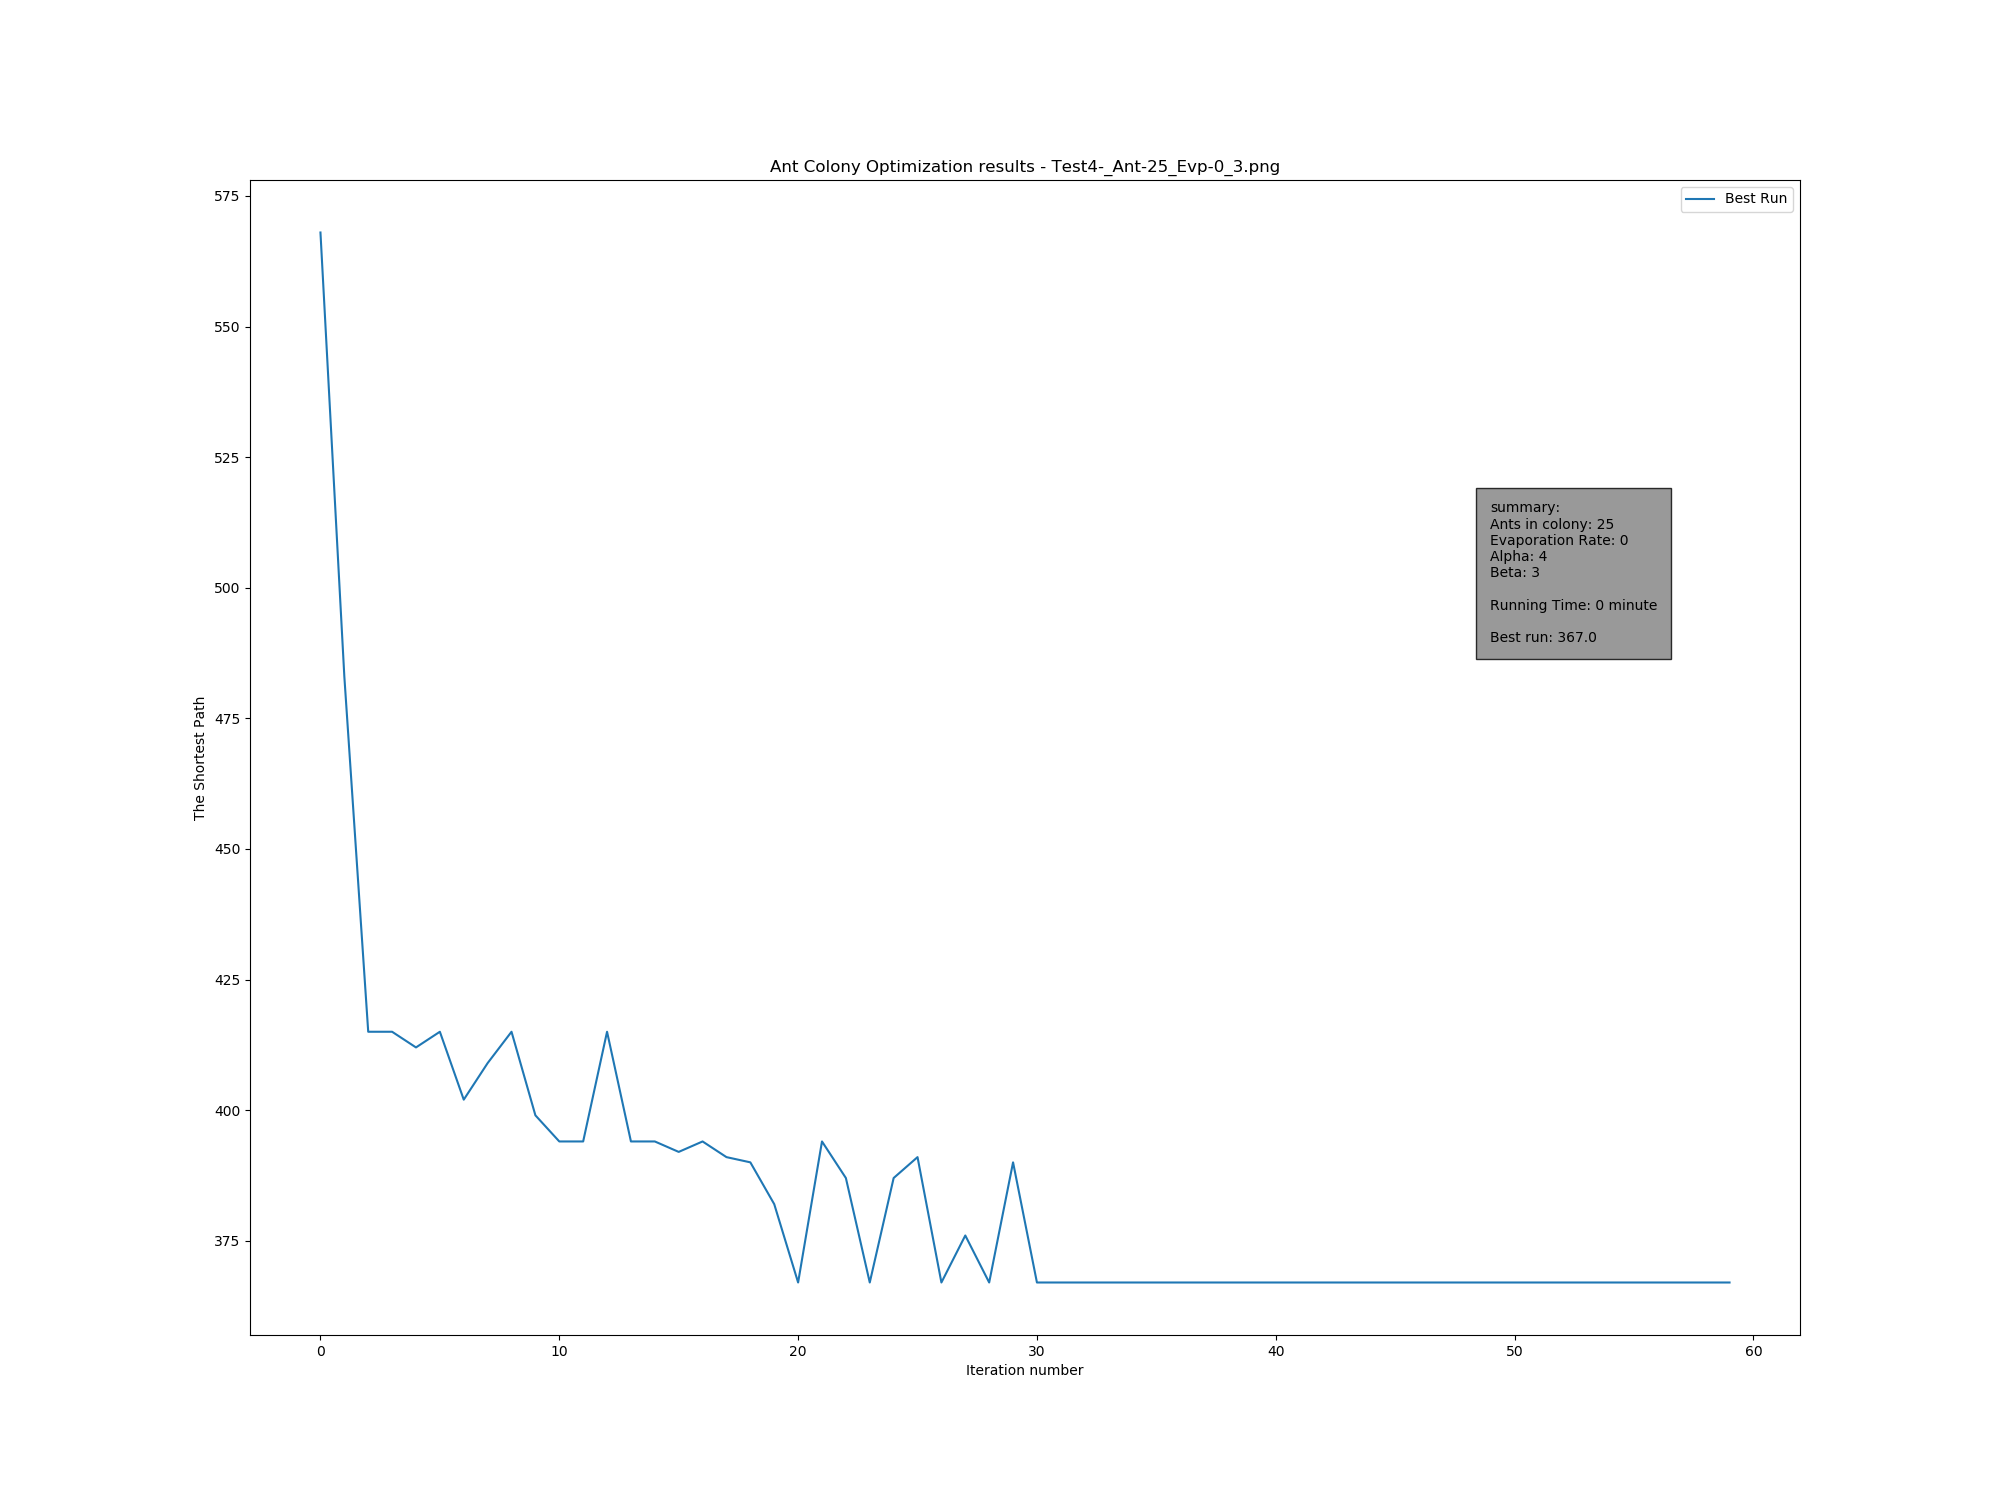 Ant Colony Optimization results - Test4-_Ant-25_Evp-0_3.png
Best Run
575
550
525
500
475
450
425
400
375
The Shortest Path
summary:
Ants in colony: 25
Evaporation Rate: 0
Alpha: 4
Beta: 3
Running Time: 0 minute
Best run: 367.0
0 10 20 30 40 50 60
Iteration number